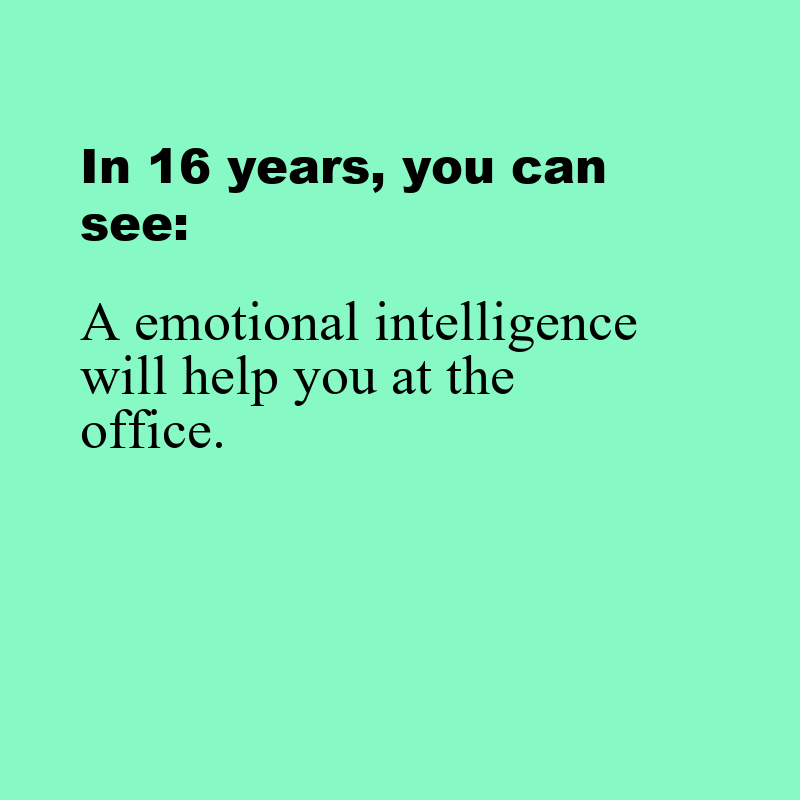 In 16 years, you can
see:
A emotional intelligence
will help you at the
office.